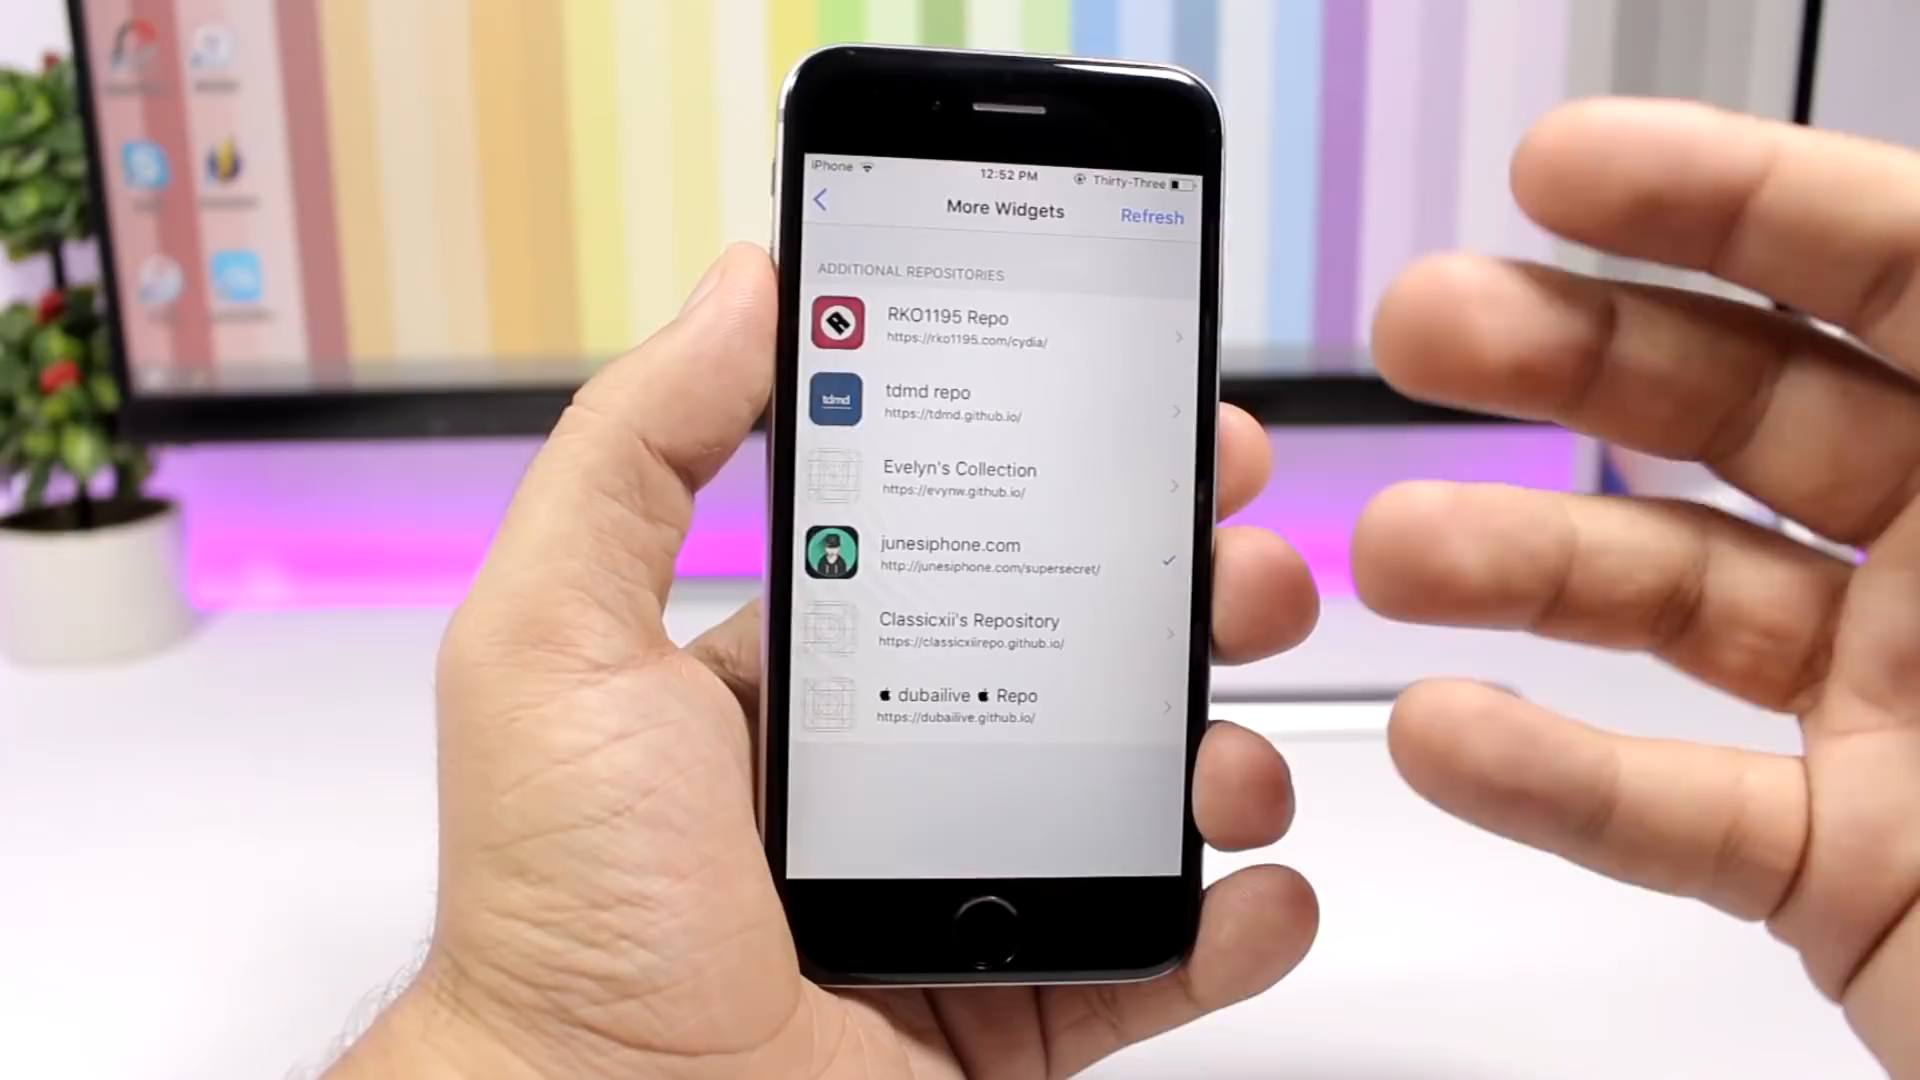 iPhone
12:52 PM
Thirty-Three
More Widgets
Refresh
ADDITIONAL REPOSITORIES
RKO1195 Repo
https://rko1195.com/cydia/
tdmd
tdmd repo
https://tdmd.github.io/
Evelyn's Collection
https://evynw.github.io/
junesiphone.com
http://junesiphone.com/supersecret/
Classicxii's Repository
https://classicxiirepo.github.io/
dubailive Repo
https://dubailive.github.io/